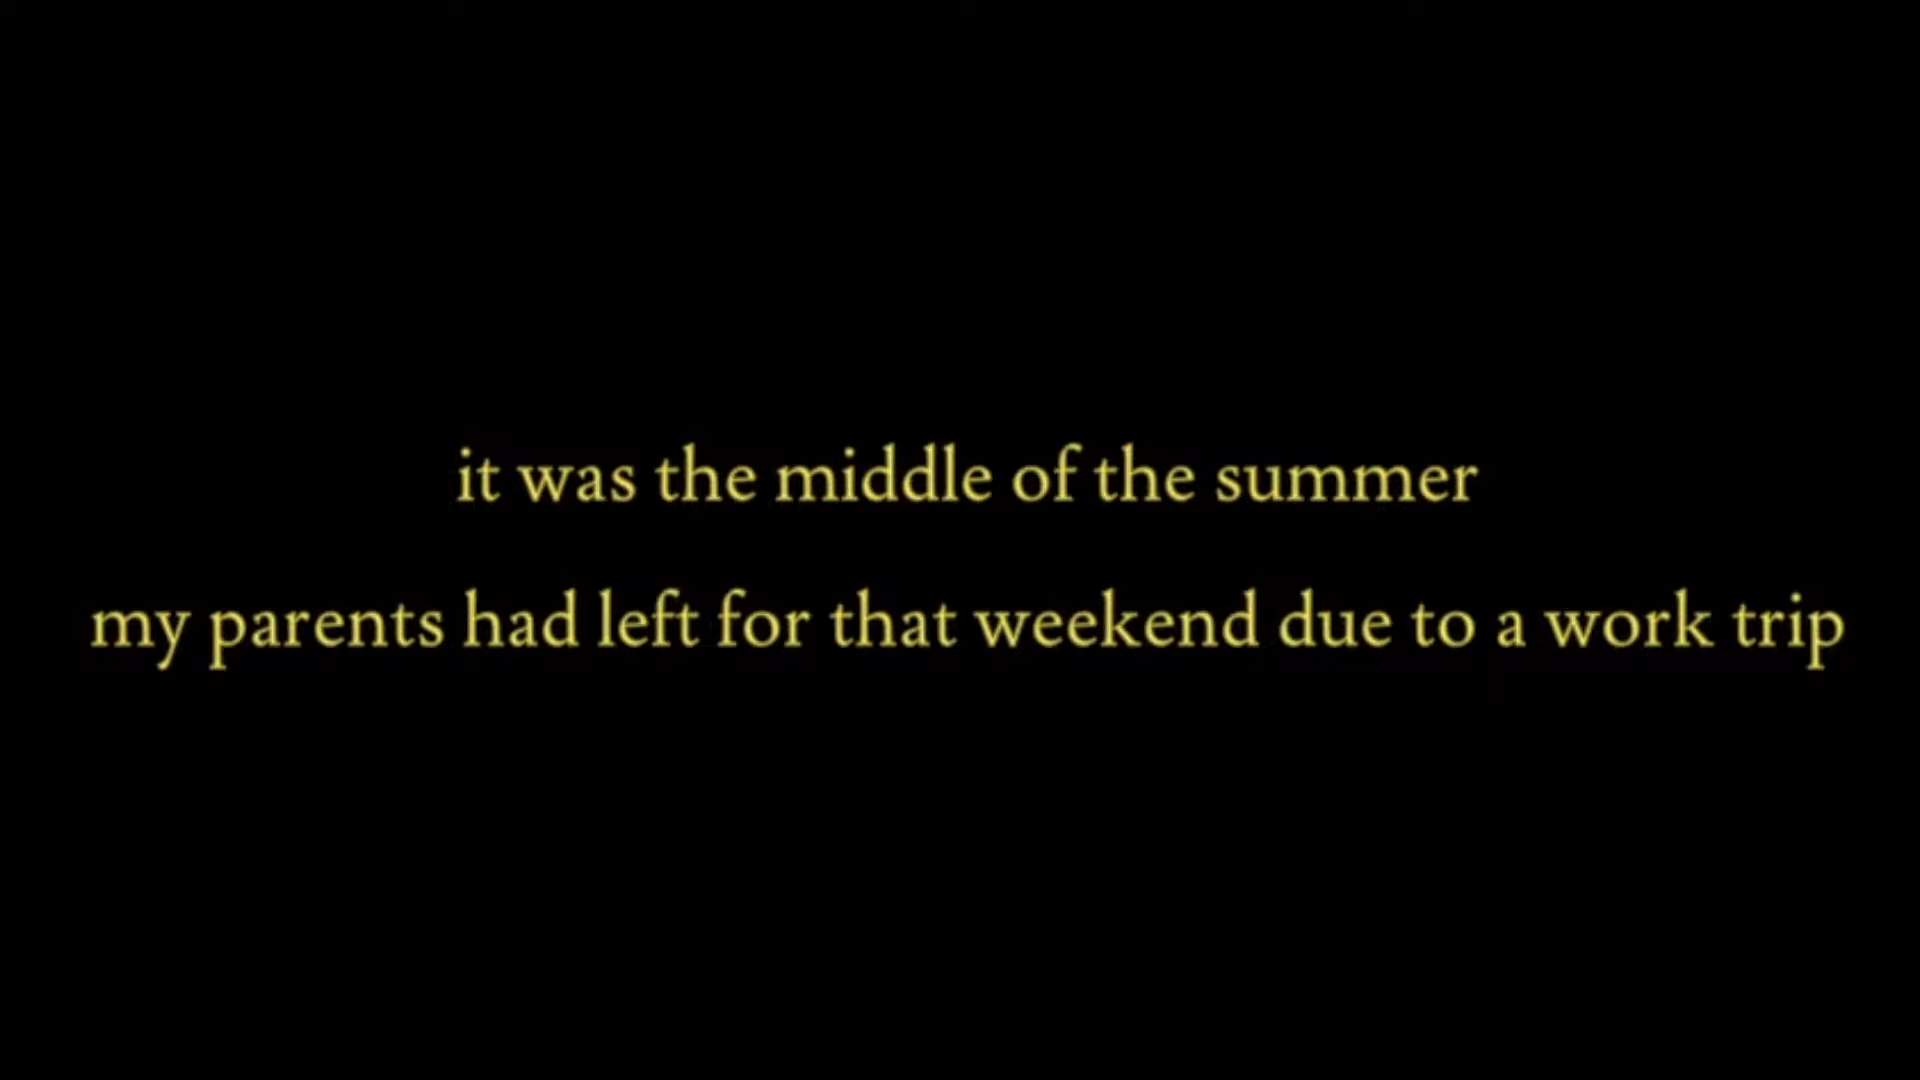 it was the middle of the summer
my parents had left for that weekend due to a work trip